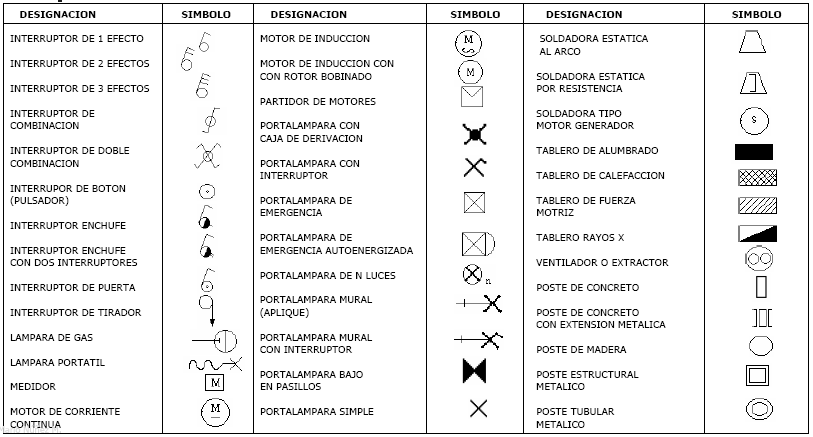 DESIGNACION SIMBOLO DESIGNACION SIMBOLO DESIGNACION SIMBOLO
INTERRUPTOR DE 1 EFECTO
INTERRUPTOR DE 2 EFECTOS
INTERRUPTOR DE 3 EFECTOS
INTERRUPTOR DE
COMBINACION
INTERRUPTOR DE DOBLE
COMBINACION
INTERRUPOR DE BOTON
(PULSADOR)
INTERRUPTOR ENCHUFE
INTERRUPTOR ENCHUFE
CON DOS INTERRUPTORES
INTERRUPTOR DE PUERTA
INTERRUPTOR DE TIRADOR
LAMPARA DE GAS
LAMPARA PORTATIL
MEDIDOR
M
MOTOR DE CORRIENTE
CONTINUA
M
MOTOR DE INDUCCION
M
MOTOR DE INDUCCION CON
CON ROTOR BOBINADO
M
PARTIDOR DE MOTORES
PORTALAMPARA CON
CAJA DE DERIVACION
PORTALAMPARA CON
INTERRUPTOR
PORTALAMPARA DE
EMERGENCIA
PORTALAMPARA DE
EMERGENCIA AUTOENERGIZADA
PORTALAMPARA DE N LUCES
n
PORTALAMPARA MURAL
(APLIQUE)
PORTALAMPARA MURAL
CON INTERRUPTOR
PORTALAMPARA BAJO
EN PASILLOS
PORTALAMPARA SIMPLE
SOLDADORA ESTATICA
AL ARCO
SOLDADORA ESTATICA
POR RESISTENCIA
SOLDADORA TIPO
MOTOR GENERADOR
S
TABLERO DE ALUMBRADO
TABLERO DE CALEFACCION
TABLERO DE FUERZA
MOTRIZ
TABLERO RAYOS X
VENTILADOR O EXTRACTOR
POSTE DE CONCRETO
POSTE DE CONCRETO
CON EXTENSION METALICA
POSTE DE MADERA
POSTE ESTRUCTURAL
METALICO
POSTE TUBULAR
METALICO